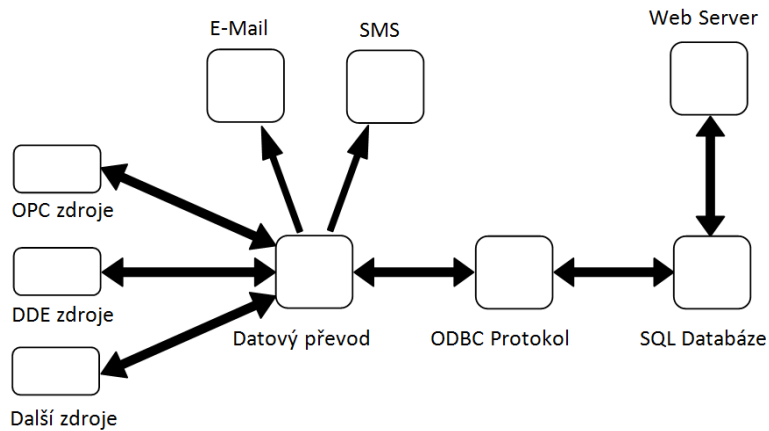 Web Server
E-Mail
SMS
OPC zdroje
DDE zdroje
Datový převod
ODBC Protokol
SQL Databáze
Další zdroje